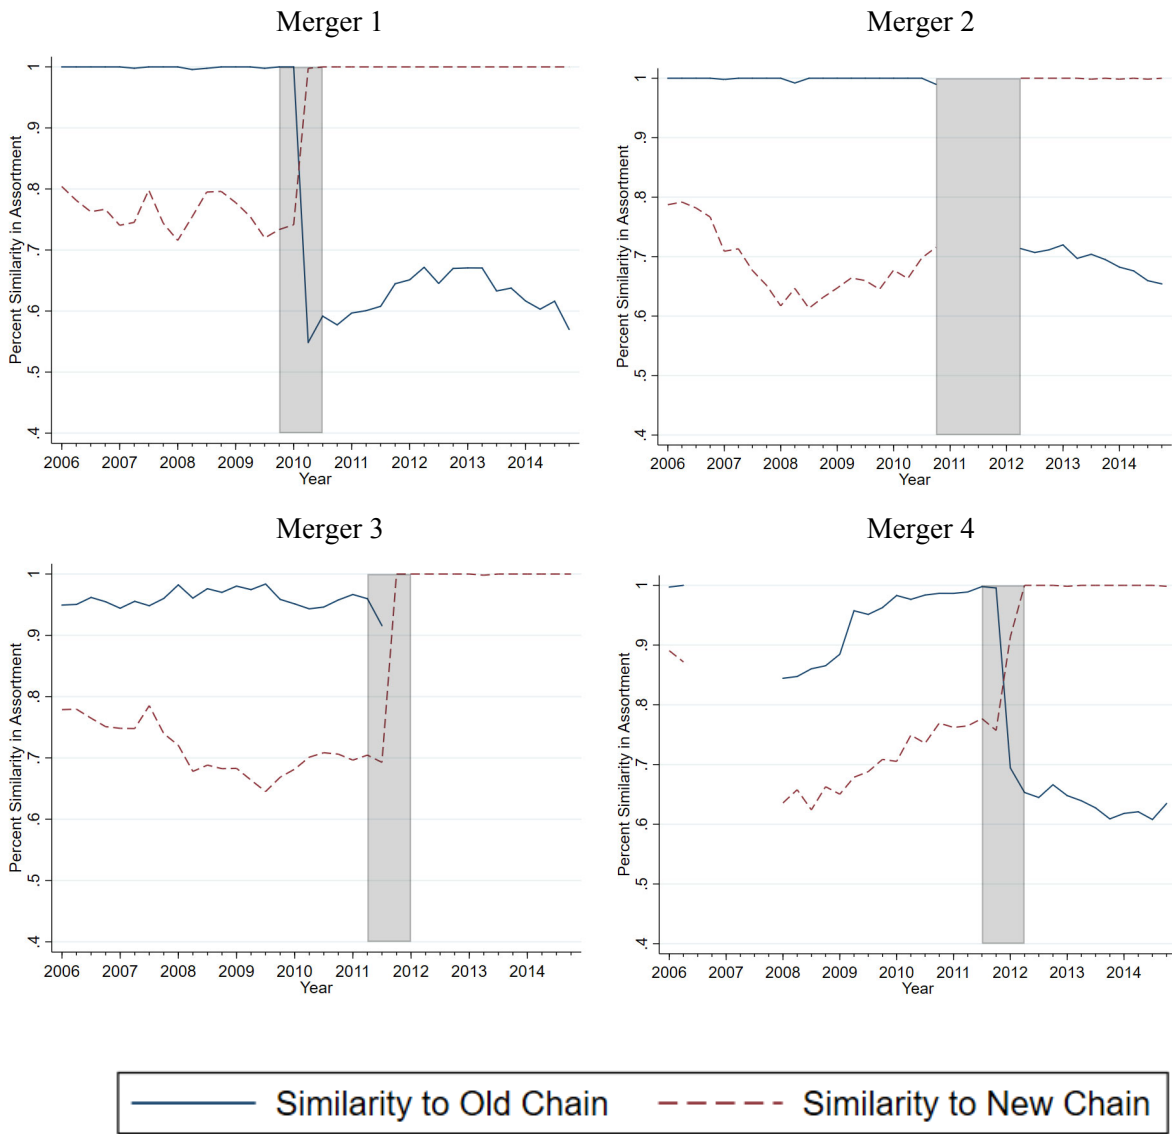 Merger 1
Percent Similarity in Assortment
1
.9
.8
.7
.6
.5
.4
2006 2007 2008 2009 2010 2011 2012 2013 2014
Year
Merger 2
Percent Similarity in Assortment
1
.9
.8
.7
.6
.5
.4
2006 2007 2008 2009 2010 2011 2012 2013 2014
Year
Merger 3
Percent Similarity in Assortment
1
.9
.8
.7
.6
.5
.4
2006 2007 2008 2009 2010 2011 2012 2013 2014
Year
Merger 4
Percent Similarity in Assortment
1
.9
.8
.7
.6
.5
.4
2006 2007 2008 2009 2010 2011 2012 2013 2014
Year
Similarity to Old Chain Similarity to New Chain